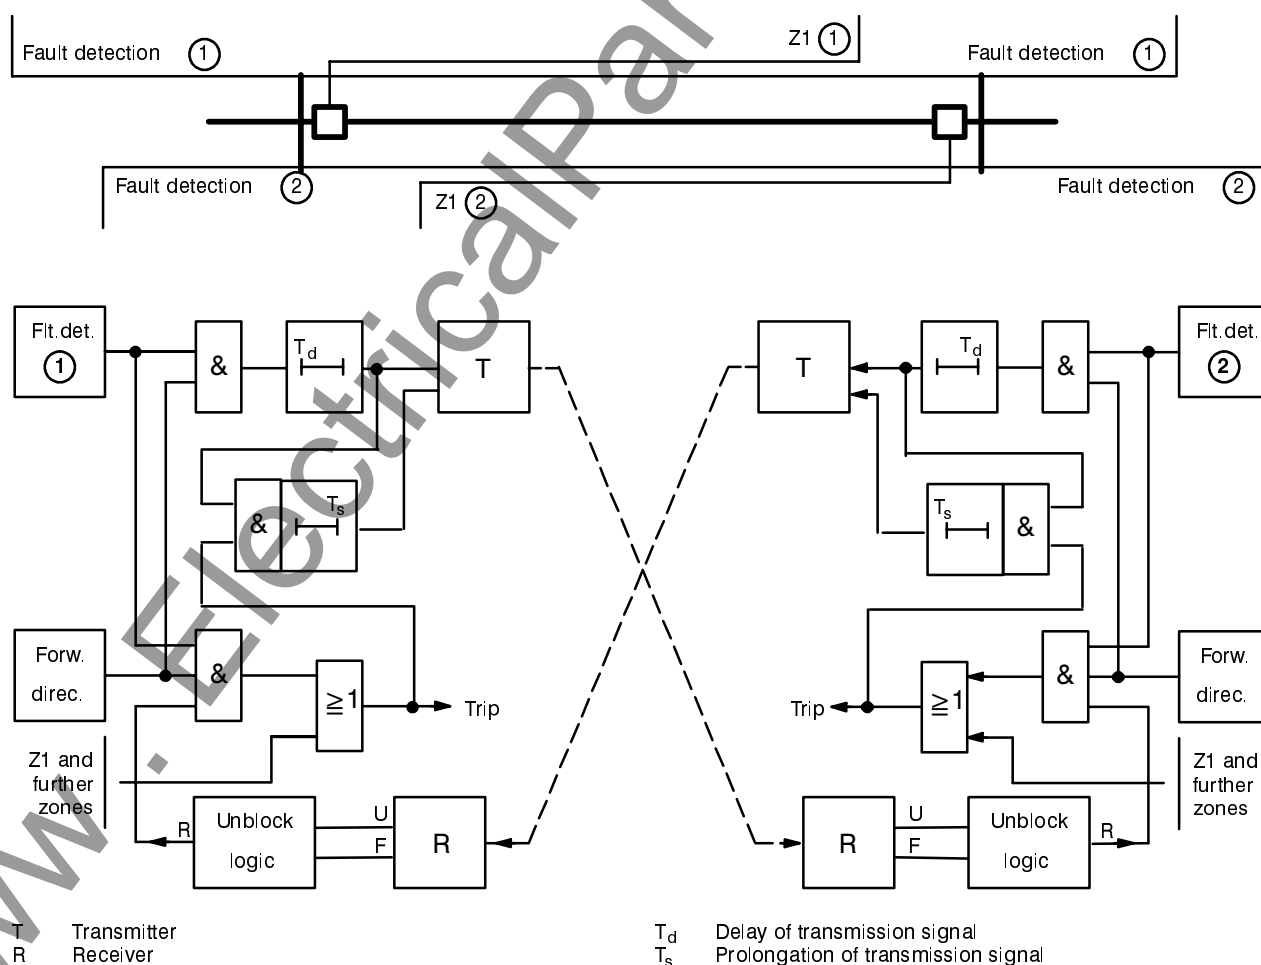 Fault detection 1
Z1 1
Fault detection 1
Fault detection 2
Z1 2
Fault detection 2
Flt.det.
1
&
Td
T
T
Td
&
Flt.det.
2
&
Ts
Ts
&
Forw.
direc.
&
≧1
Trip
Trip
≧1
&
Forw.
direc.
Z1 and
further
zones
Z1 and
further
zones
R
Unblock
logic
U
F
R
R
U
F
Unblock
logic
R
T Transmitter
R Receiver
Td Delay of transmission signal
Ts Prolongation of transmission signal
www.ElectricalPar